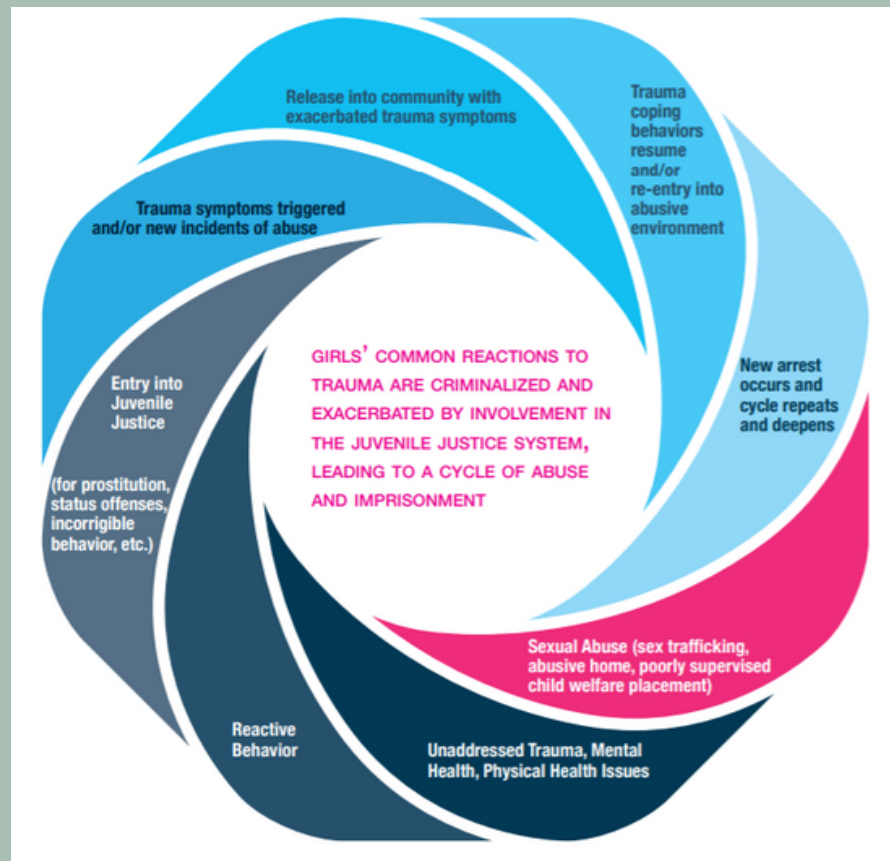 Release into community with
exacerbated trauma symptoms
Trauma
coping
behaviors
resume
and/or
re-entry into
abusive
environment
Trauma symptoms triggered
and/or new incidents of abuse
GIRLS' COMMON REACTIONS TO
TRAUMA ARE CRIMINALIZED AND
EXACERBATED BY INVOLVEMENT IN
THE JUVENILE JUSTICE SYSTEM,
LEADING TO A CYCLE OF ABUSE
AND IMPRISONMENT
New arrest
occurs and
cycle repeats
and deepens
Entry into
Juvenile
Justice
(for prostitution,
status offenses,
incorrigible
behavior, etc.)
Sexual Abuse (sex trafficking,
abusive home, poorly supervised
child welfare placement)
Reactive
Behavior
Unaddressed Trauma, Mental
Health, Physical Health Issues